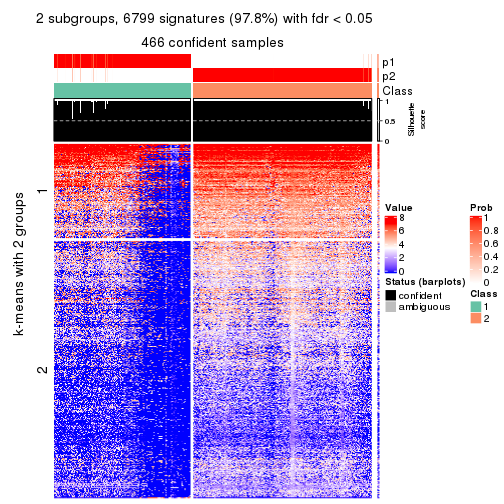 2 subgroups, 6799 signatures (97.8%) with fdr < 0.05
466 confident samples
p1
p2
Class
1
0.5
0
Silhouette
score
k-means with 2 groups
1
2
Value
8
6
4
2
0
Prob
1
0.8
0.6
0.4
0.2
0
Status (barplots)
confident
ambiguous
Class
1
2